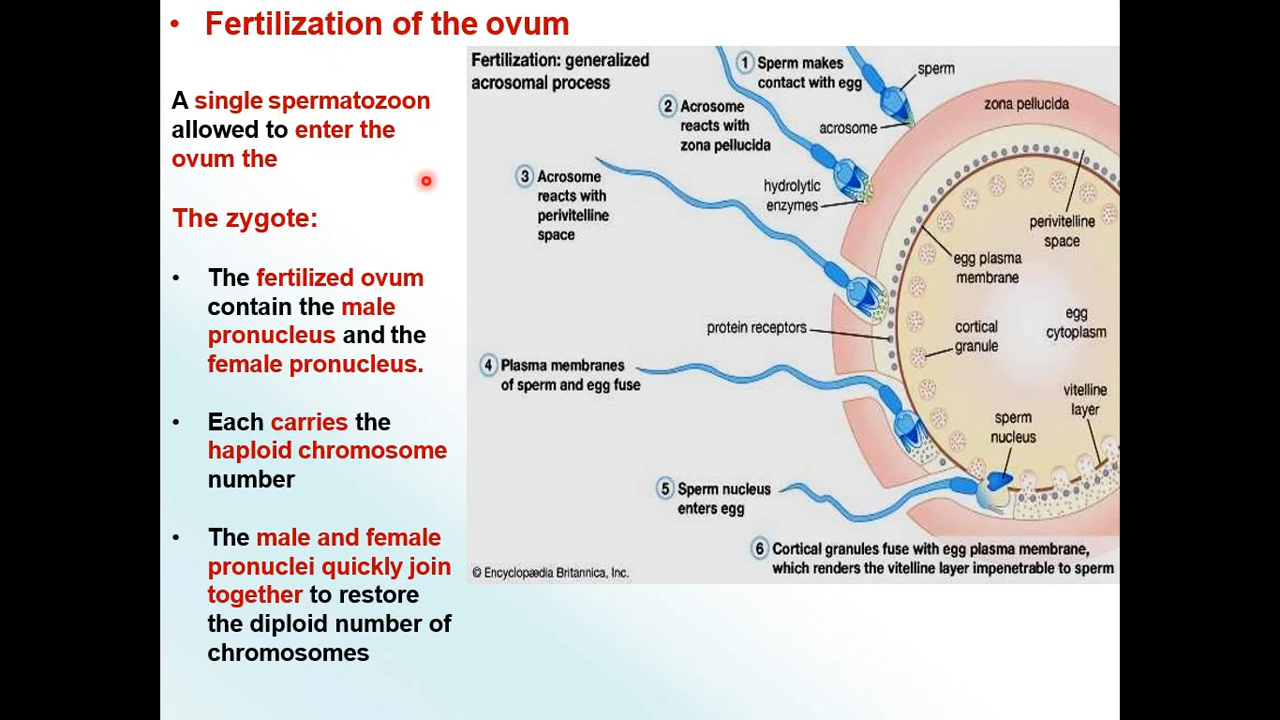 • Fertilization of the ovum
A single spermatozoon
allowed to enter the
ovum the
The zygote:
• The fertilized ovum
contain the male
pronucleus and the
female pronucleus.
• Each carries the
haploid chromosome
number
• The male and female
pronuclei quickly join
together to restore
the diploid number of
chromosomes
Fertilization: generalized
acrosomal process
1 Sperm makes
contact with egg
sperm
acrosome
zona pellucida
2 Acrosome
reacts with
zona pellucida
hydrolytic
enzymes
3 Acrosome
reacts with
perivitelline
space
perivitelline
space
egg plasma
membrane
protein receptors
cortical
granule
egg
cytoplasm
4 Plasma membranes
of sperm and egg fuse
vitelline
layer
sperm
nucleus
5 Sperm nucleus
enters egg
6 Cortical granules fuse with egg plasma membrane,
which renders the vitelline layer impenetrable to sperm
© Encyclopædia Britannica, Inc.